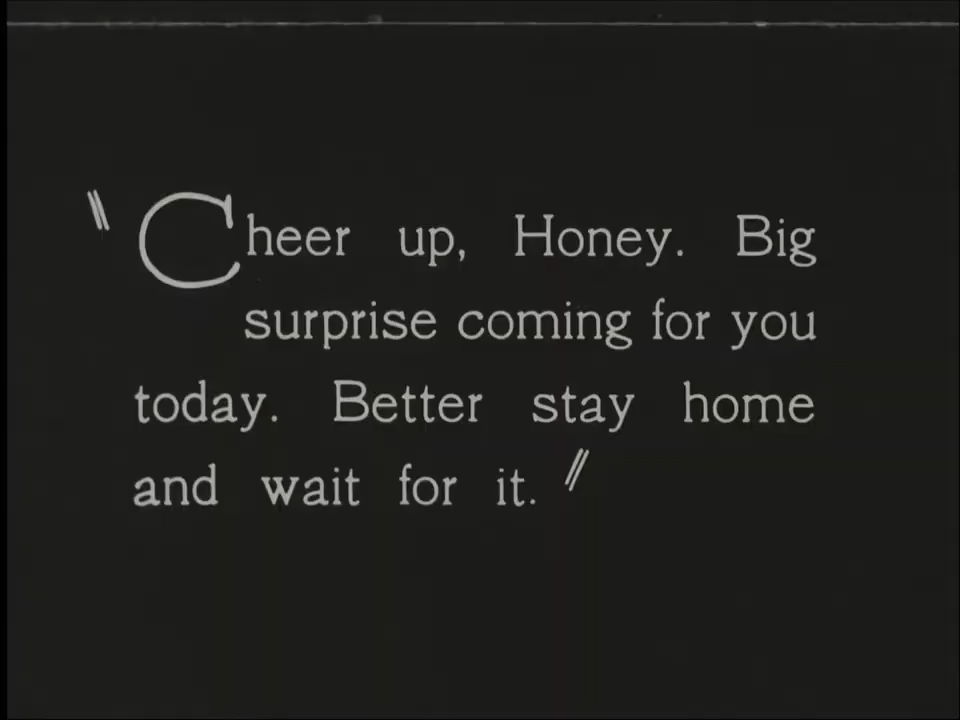 "Cheer up, Honey. Big
surprise coming for you
today. Better stay home
and wait for it."